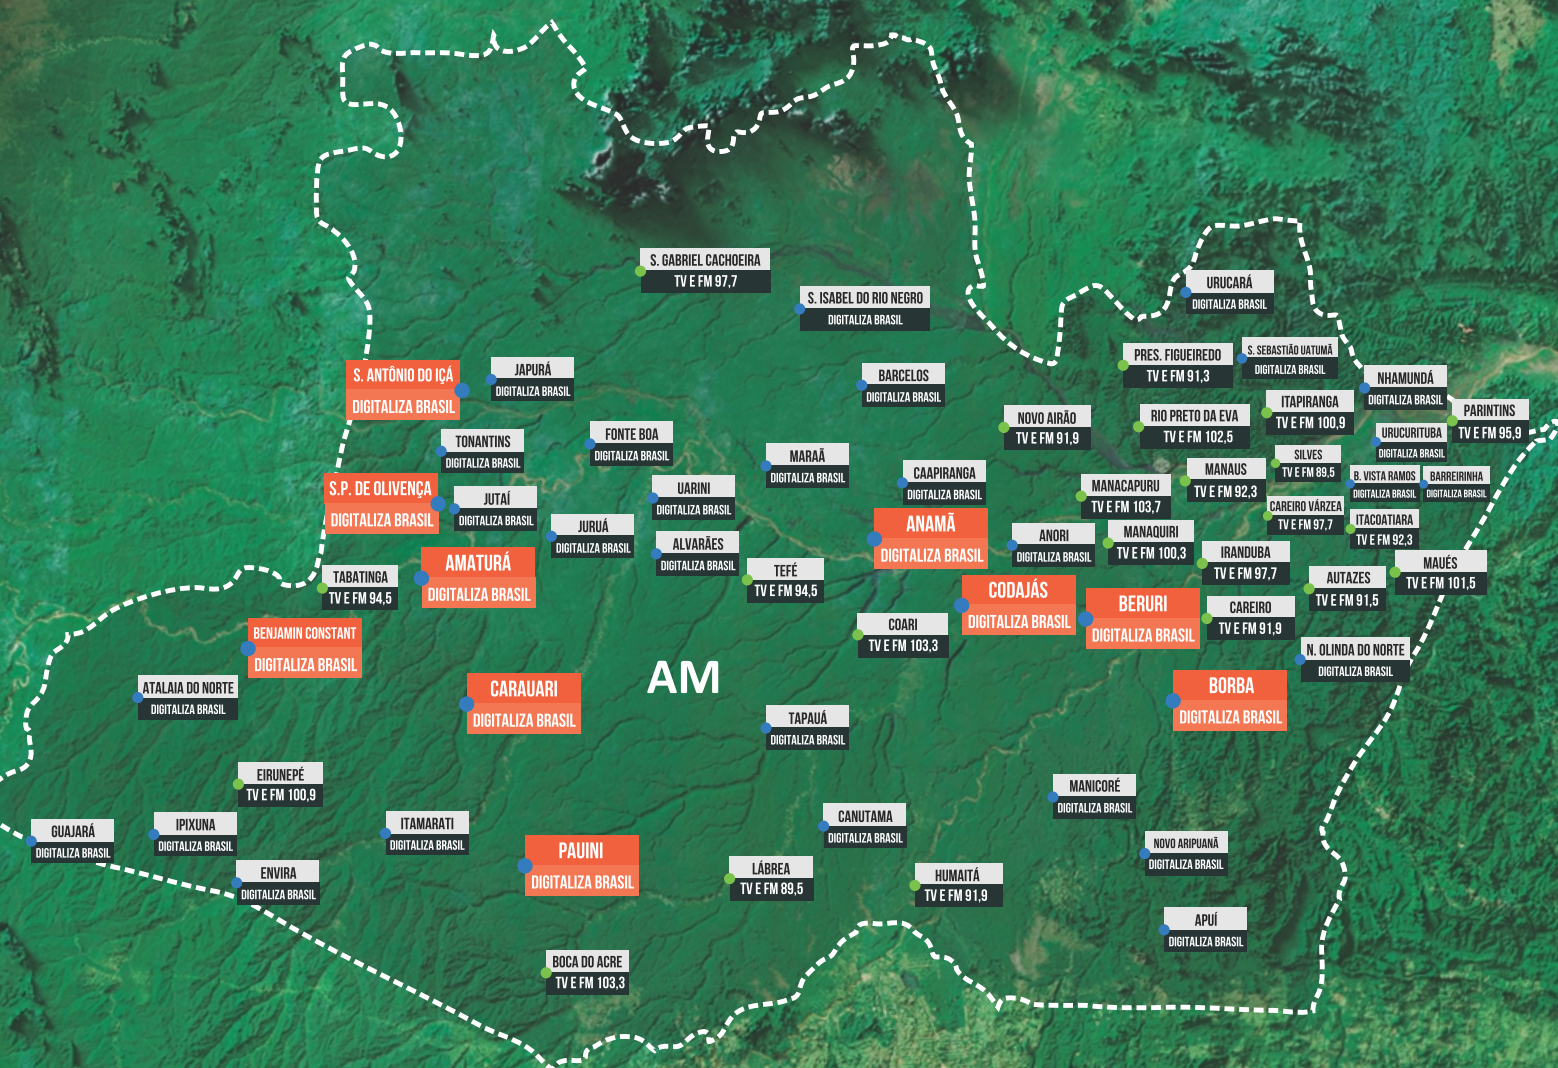 S. GABRIEL CACHOEIRA
TV E FM 97,7
S. ISABEL DO RIO NEGRO
DIGITALIZA BRASIL
URUCARÁ
DIGITALIZA BRASIL
S. ANTÔNIO DO IÇÁ
DIGITALIZA BRASIL
JAPURÁ
DIGITALIZA BRASIL
BARCELOS
DIGITALIZA BRASIL
PRES. FIGUEIREDO
TV E FM 91,3
S. SEBASTIÃO UATUMÃ
DIGITALIZA BRASIL
NHAMUNDÁ
DIGITALIZA BRASIL
ITAPIRANGA
TV E FM 100,9
PARINTINS
TV E FM 95,9
NOVO AIRÃO
TV E FM 91,9
RIO PRETO DA EVA
TV E FM 102,5
URUCURITUBA
DIGITALIZA BRASIL
TONANTINS
DIGITALIZA BRASIL
FONTE BOA
DIGITALIZA BRASIL
MARAÃ
DIGITALIZA BRASIL
CAAPIRANGA
DIGITALIZA BRASIL
MANAUS
TV E FM 92,3
SILVES
TV E FM 89,5
B. VISTA RAMOS
DIGITALIZA BRASIL
BARREIRINHA
DIGITALIZA BRASIL
S.P. DE OLIVENÇA
DIGITALIZA BRASIL
JUTAÍ
DIGITALIZA BRASIL
UARINI
DIGITALIZA BRASIL
MANACAPURU
TV E FM 103,7
CAREIRO VÁRZEA
TV E FM 97,7
ITACOATIARA
TV E FM 92,3
JURUÁ
DIGITALIZA BRASIL
ALVARÃES
DIGITALIZA BRASIL
ANAMÃ
DIGITALIZA BRASIL
ANORI
DIGITALIZA BRASIL
MANAQUIRI
TV E FM 100,3
IRANDUBA
TV E FM 97,7
MAUÉS
TV E FM 101,5
TABATINGA
TV E FM 94,5
AMATURÁ
DIGITALIZA BRASIL
TEFÉ
TV E FM 94,5
AUTAZES
TV E FM 91,5
CODAJÁS
DIGITALIZA BRASIL
BERURI
DIGITALIZA BRASIL
CAREIRO
TV E FM 91,9
BENJAMIN CONSTANT
DIGITALIZA BRASIL
COARI
TV E FM 103,3
N. OLINDA DO NORTE
DIGITALIZA BRASIL
ATALAIA DO NORTE
DIGITALIZA BRASIL
CARAUARI
DIGITALIZA BRASIL
AM
BORBA
DIGITALIZA BRASIL
TAPAUÁ
DIGITALIZA BRASIL
EIRUNEPÉ
TV E FM 100,9
MANICORÉ
DIGITALIZA BRASIL
GUAJARÁ
DIGITALIZA BRASIL
IPIXUNA
DIGITALIZA BRASIL
ITAMARATI
DIGITALIZA BRASIL
CANUTAMA
DIGITALIZA BRASIL
NOVO ARIPUANÃ
DIGITALIZA BRASIL
ENVIRA
DIGITALIZA BRASIL
PAUINI
DIGITALIZA BRASIL
LÁBREA
TV E FM 89,5
HUMAITÁ
TV E FM 91,9
APUÍ
DIGITALIZA BRASIL
BOCA DO ACRE
TV E FM 103,3